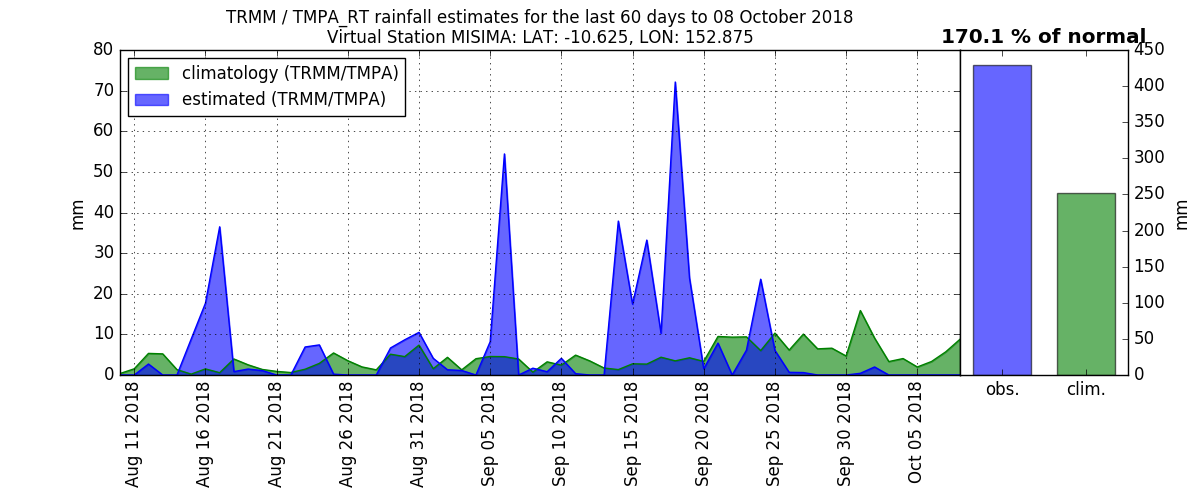 TRMM / TMPA_RT rainfall estimates for the last 60 days to 08 October 2018
Virtual Station MISIMA: LAT: -10.625, LON: 152.875
170.1 % of normal
climatology (TRMM/TMPA)
estimated (TRMM/TMPA)
80
70
60
50
40
30
20
10
0
mm
Aug 11 2018
Aug 16 2018
Aug 21 2018
Aug 26 2018
Aug 31 2018
Sep 05 2018
Sep 10 2018
Sep 15 2018
Sep 20 2018
Sep 25 2018
Sep 30 2018
Oct 05 2018
obs.
clim.
450
400
350
300
250
200
150
100
50
0
mm